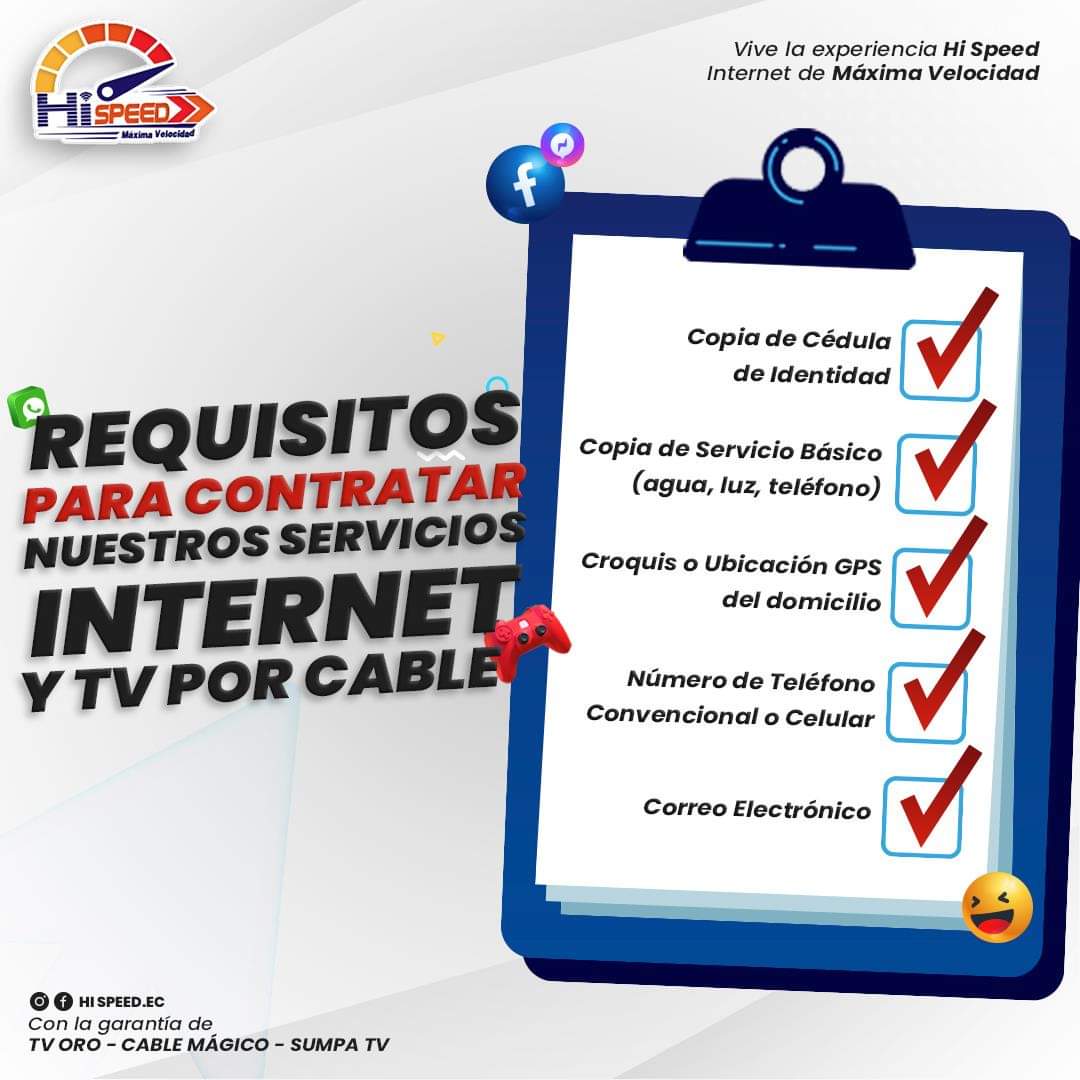 Hi SPEED
Máxima Velocidad
Vive la experiencia Hi Speed
Internet de Máxima Velocidad
REQUISITOS
PARA CONTRATAR
NUESTROS SERVICIOS
INTERNET
Y TV POR CABLE
Copia de Cédula
de Identidad
Copia de Servicio Básico
(agua, luz, teléfono)
Croquis o Ubicación GPS
del domicilio
Número de Teléfono
Convencional o Celular
Correo Electrónico
HI SPEED.EC
Con la garantía de
TV ORO - CABLE MÁGICO - SUMPA TV